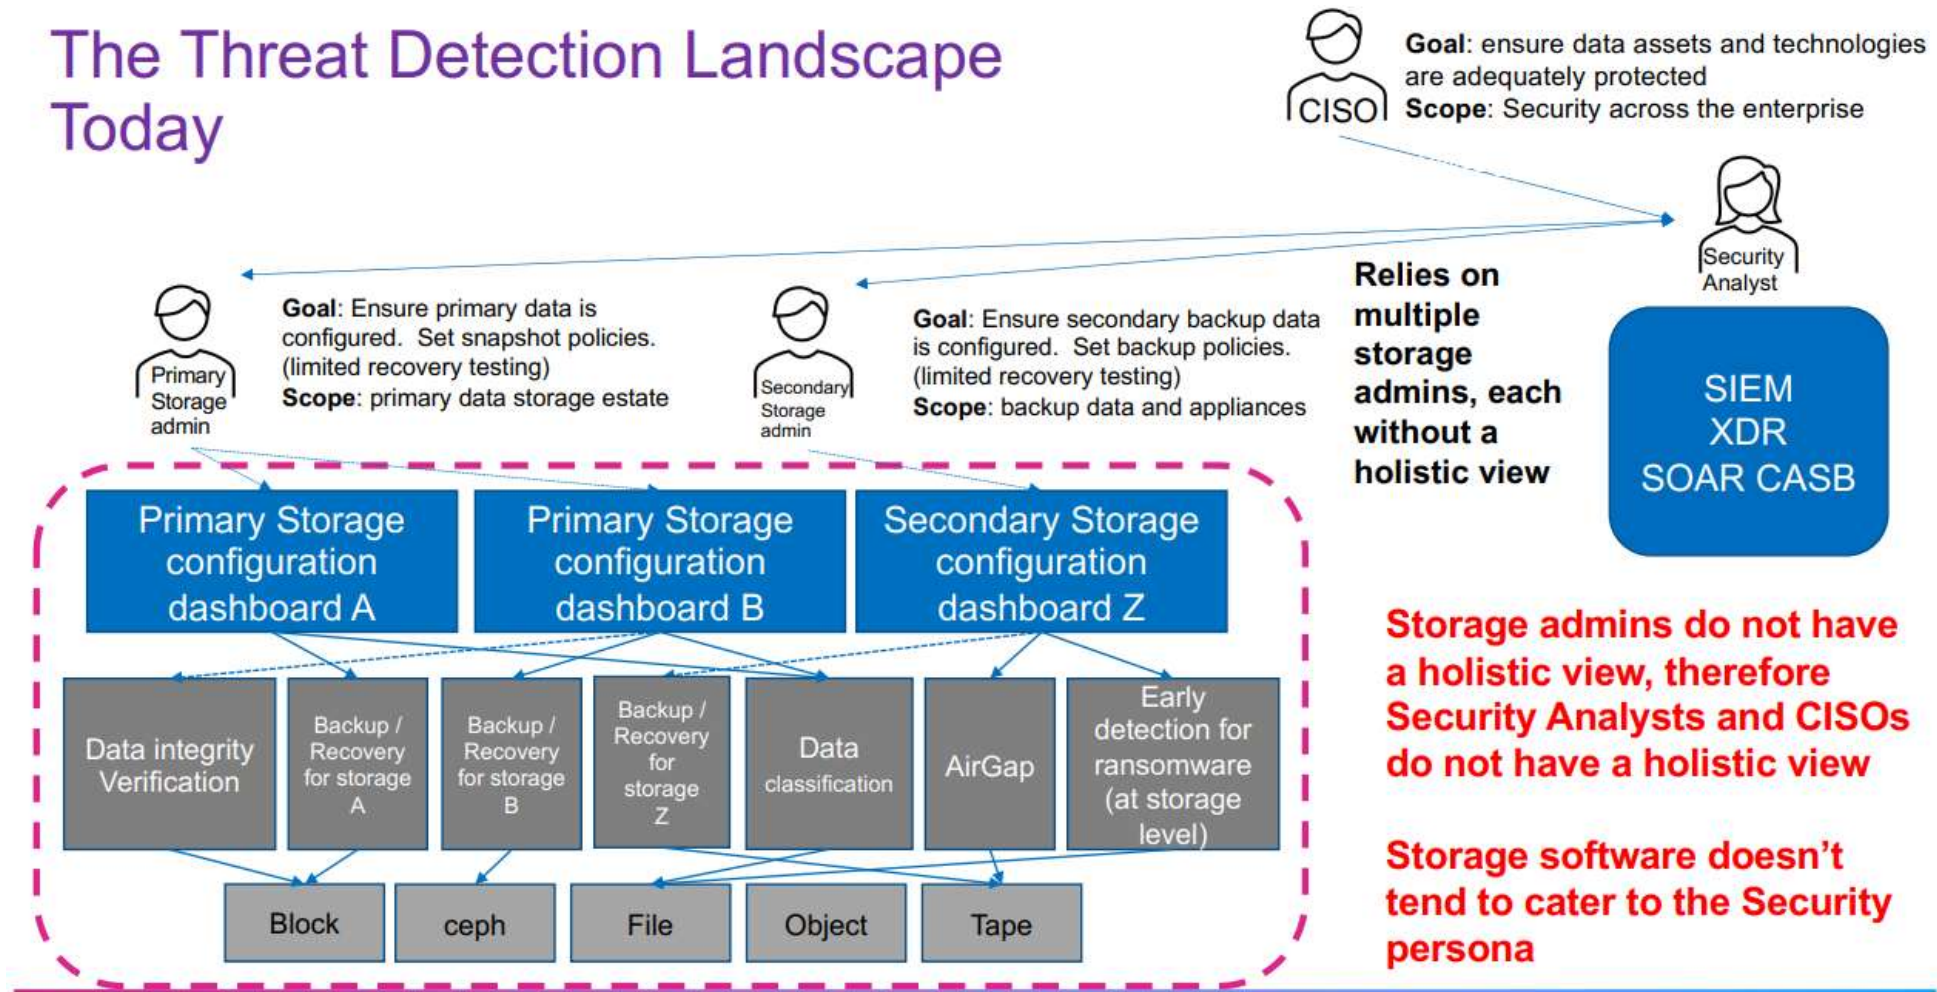 The Threat Detection Landscape
Today
Goal: ensure data assets and technologies
are adequately protected
Scope: Security across the enterprise
CISO
Security
Analyst
Primary
Storage
admin
Goal: Ensure primary data is
configured. Set snapshot policies.
(limited recovery testing)
Scope: primary data storage estate
Secondary
Storage
admin
Goal: Ensure secondary backup data
is configured. Set backup policies.
(limited recovery testing)
Scope: backup data and appliances
Relies on
multiple
storage
admins, each
without a
holistic view
SIEM
XDR
SOAR CASB
Primary Storage
configuration
dashboard A
Primary Storage
configuration
dashboard B
Secondary Storage
configuration
dashboard Z
Data integrity
Verification
Backup /
Recovery
for storage
A
Backup /
Recovery
for storage
B
Backup /
Recovery
for
storage
Z
Data
classification
AirGap
Early
detection for
ransomware
(at storage
level)
Block
ceph
File
Object
Tape
Storage admins do not have
a holistic view, therefore
Security Analysts and CISOs
do not have a holistic view
Storage software doesn’t
tend to cater to the Security
persona